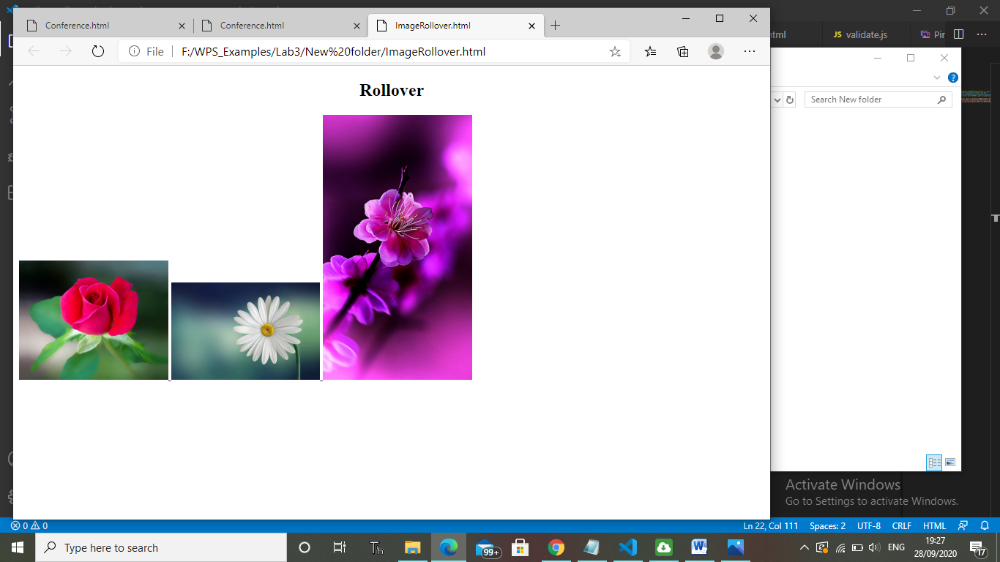 Conference.html
Conference.html
ImageRollover.html
html
JS validate.js
Pin
File
F:/WPS_Examples/Lab3/New%20folder/ImageRollover.html
Search New folder
Rollover
Activate Windows
Go to Settings to activate Windows.
0 0
Ln 22, Col 111
Spaces: 2
UTF-8
CRLF
HTML
Type here to search
99+
ENG
19:27
28/09/2020
17